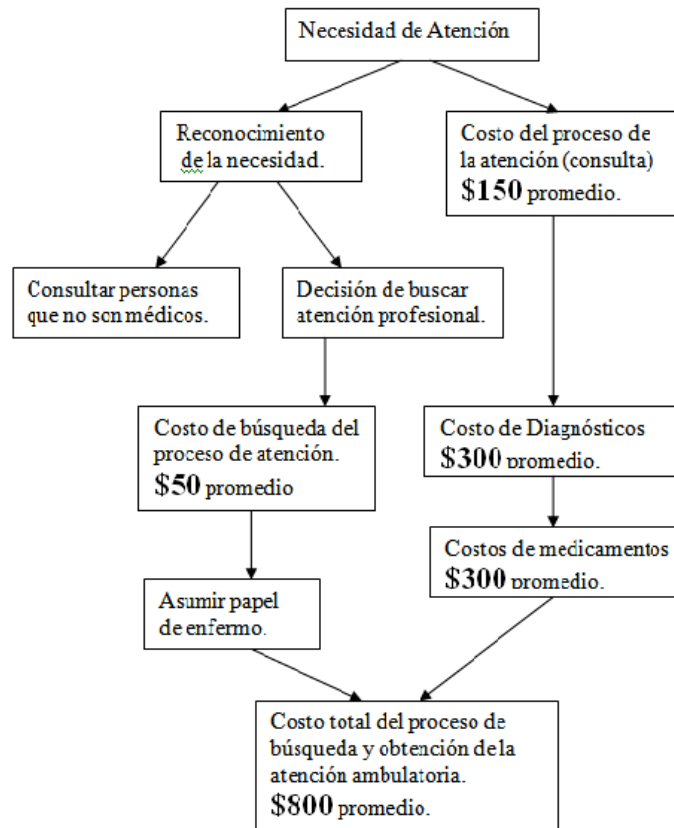 Necesidad de Atención
Reconocimiento
de la necesidad.
Costo del proceso de
la atención (consulta)
$150 promedio.
Consultar personas
que no son médicos.
Decisión de buscar
atención profesional.
Costo de búsqueda del
proceso de atención.
$50 promedio
Costo de Diagnósticos
$300 promedio.
Costos de medicamentos
$300 promedio.
Asumir papel
de enfermo.
Costo total del proceso de
búsqueda y obtención de la
atención ambulatoria.
$800 promedio.